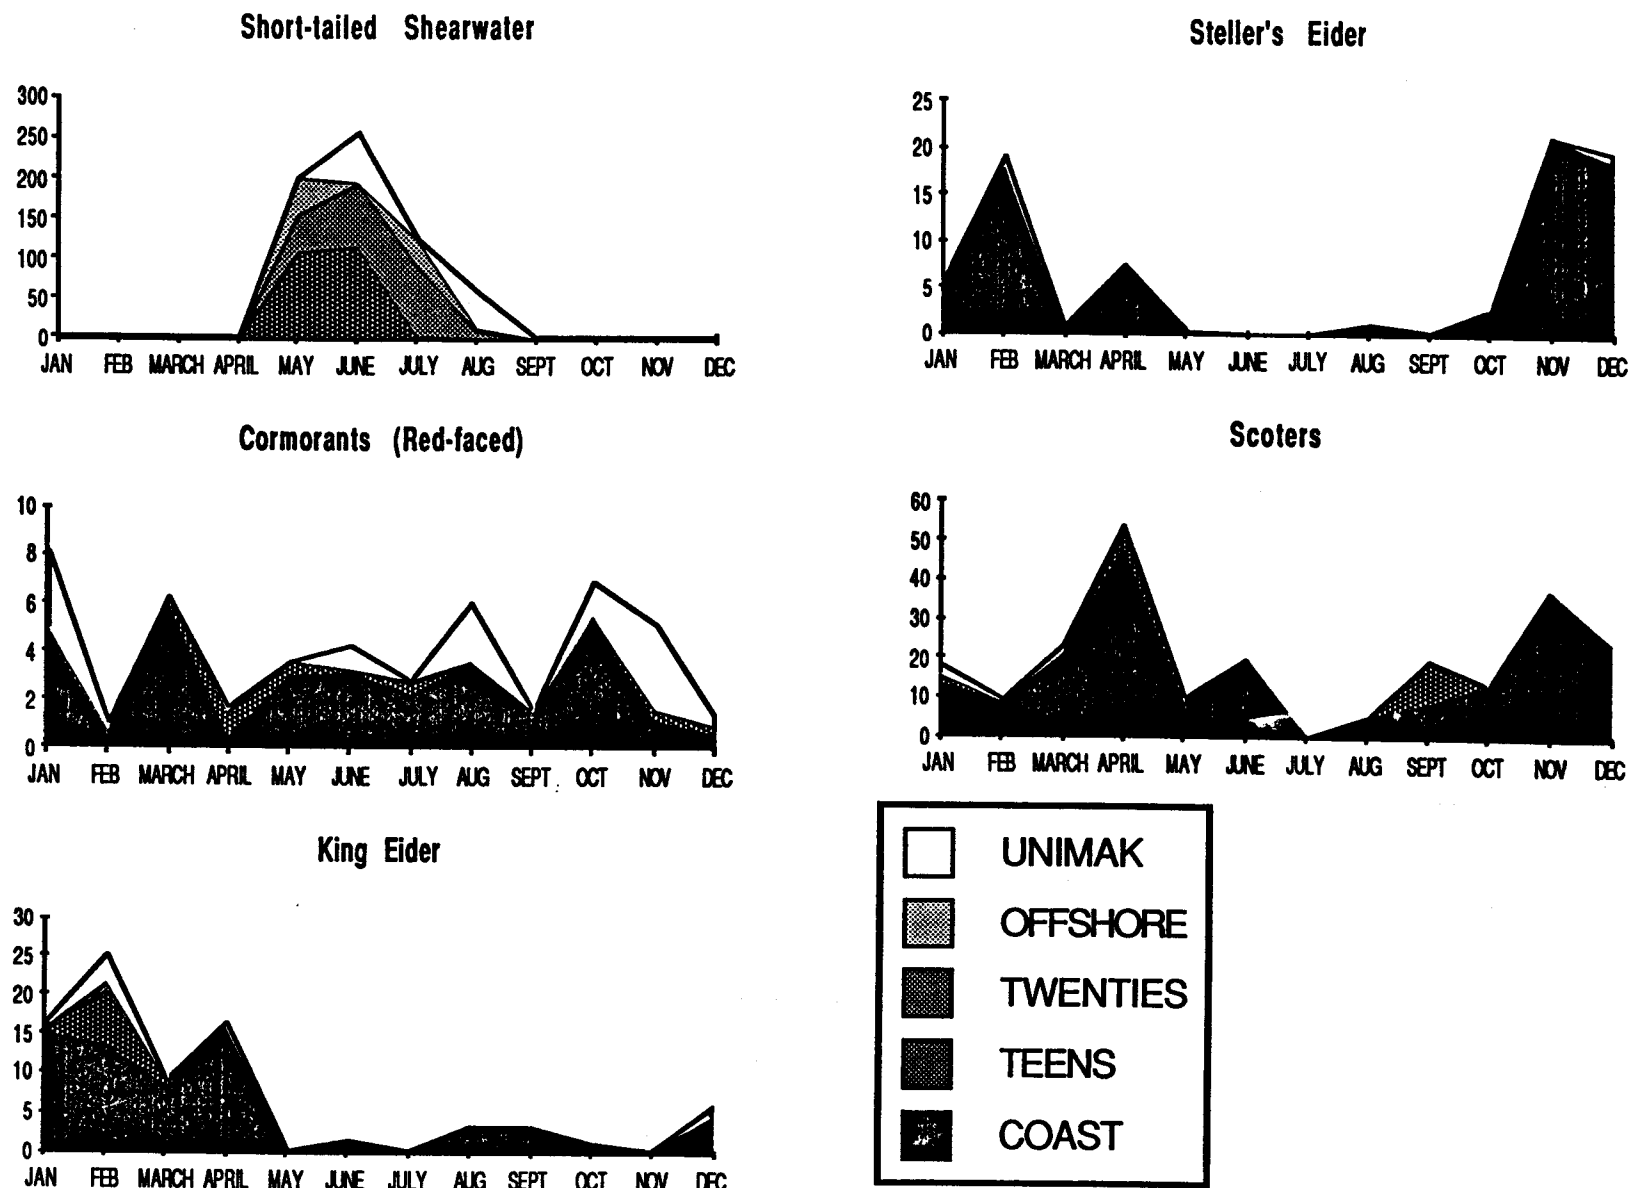 Short-tailed Shearwater
300
250
200
150
100
50
0
JAN FEB MARCH APRIL MAY JUNE JULY AUG SEPT OCT NOV DEC
Steller's Eider
25
20
15
10
5
0
JAN FEB MARCH APRIL MAY JUNE JULY AUG SEPT OCT NOV DEC
Cormorants (Red-faced)
10
8
6
4
2
0
JAN FEB MARCH APRIL MAY JUNE JULY AUG SEPT OCT NOV DEC
Scoters
60
50
40
30
20
10
0
JAN FEB MARCH APRIL MAY JUNE JULY AUG SEPT OCT NOV DEC
King Eider
30
25
20
15
10
5
0
JAN FEB MARCH APRIL MAY JUNE JULY AUG SEPT OCT NOV DEC
UNIMAK
OFFSHORE
TWENTIES
TEENS
COAST